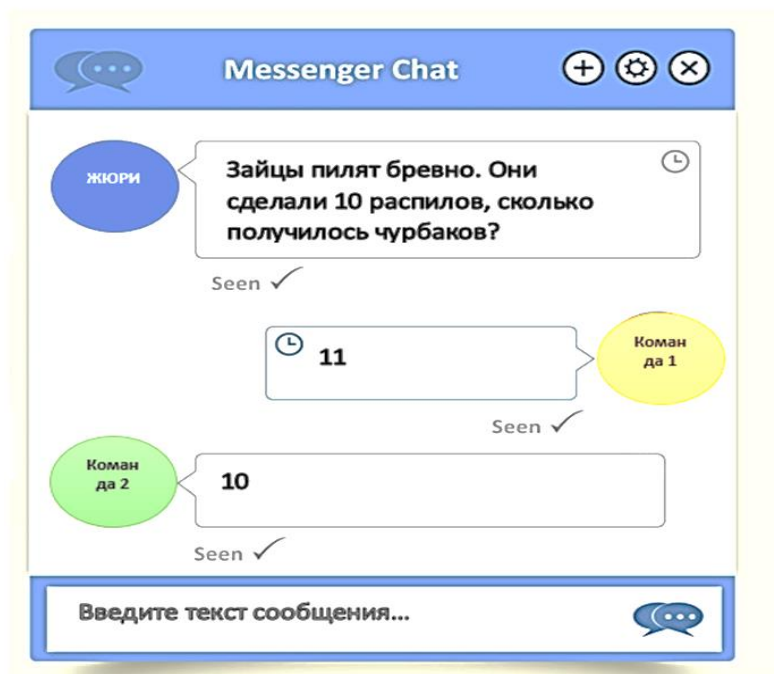 Messenger Chat
ЖЮРИ
Зайцы пилят бревно. Они
сделали 10 распилов, сколько
получилось чурбаков?
Seen
11
Коман
да 1
Seen
Коман
да 2
10
Seen
Введите текст сообщения...